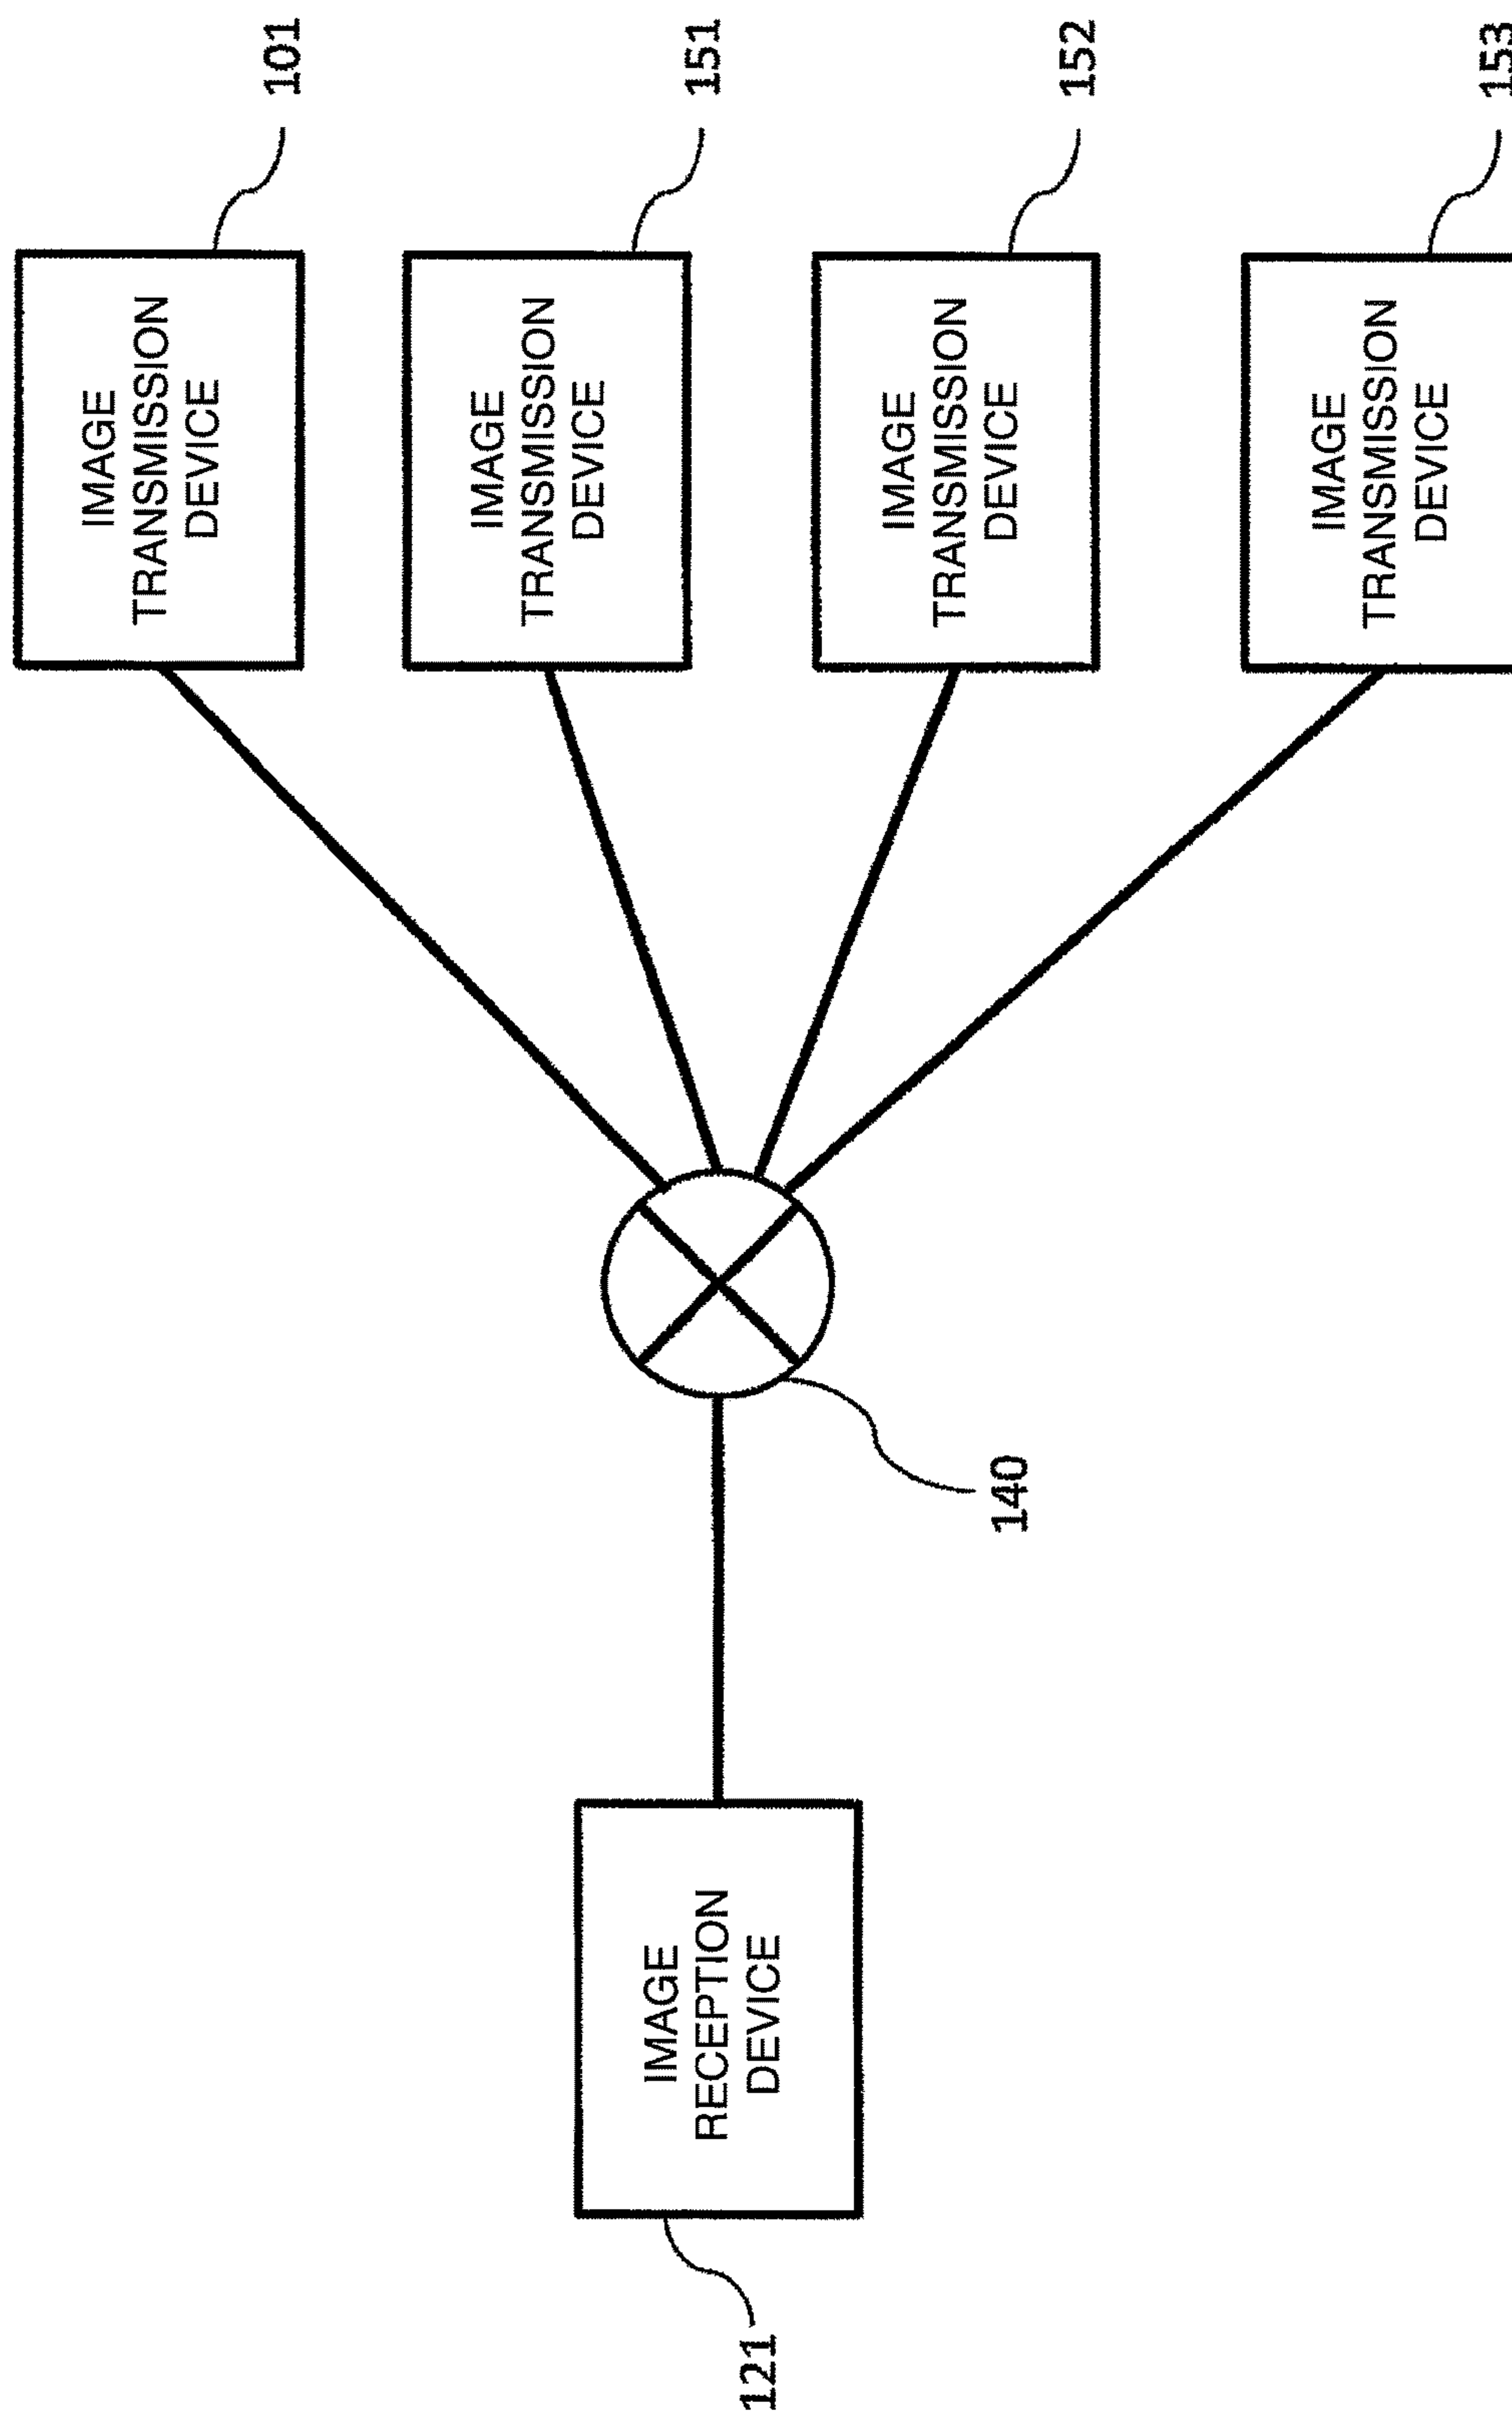 101
IMAGE
TRANSMISSION
DEVICE
151
IMAGE
TRANSMISSION
DEVICE
152
IMAGE
TRANSMISSION
DEVICE
153
IMAGE
TRANSMISSION
DEVICE
140
IMAGE
RECEPTION
DEVICE
121